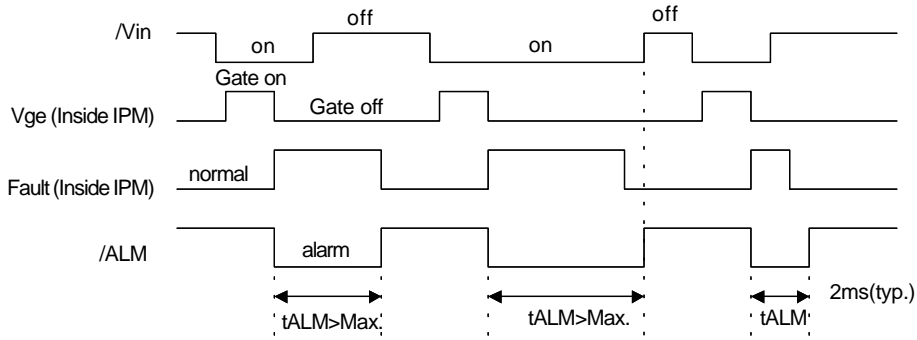 off
off
/Vin
on
on
Gate on
Vge (Inside IPM)
Gate off
normal
Fault (Inside IPM)
/ALM
alarm
2ms(typ.)
tALM>Max.
tALM>Max.
tALM